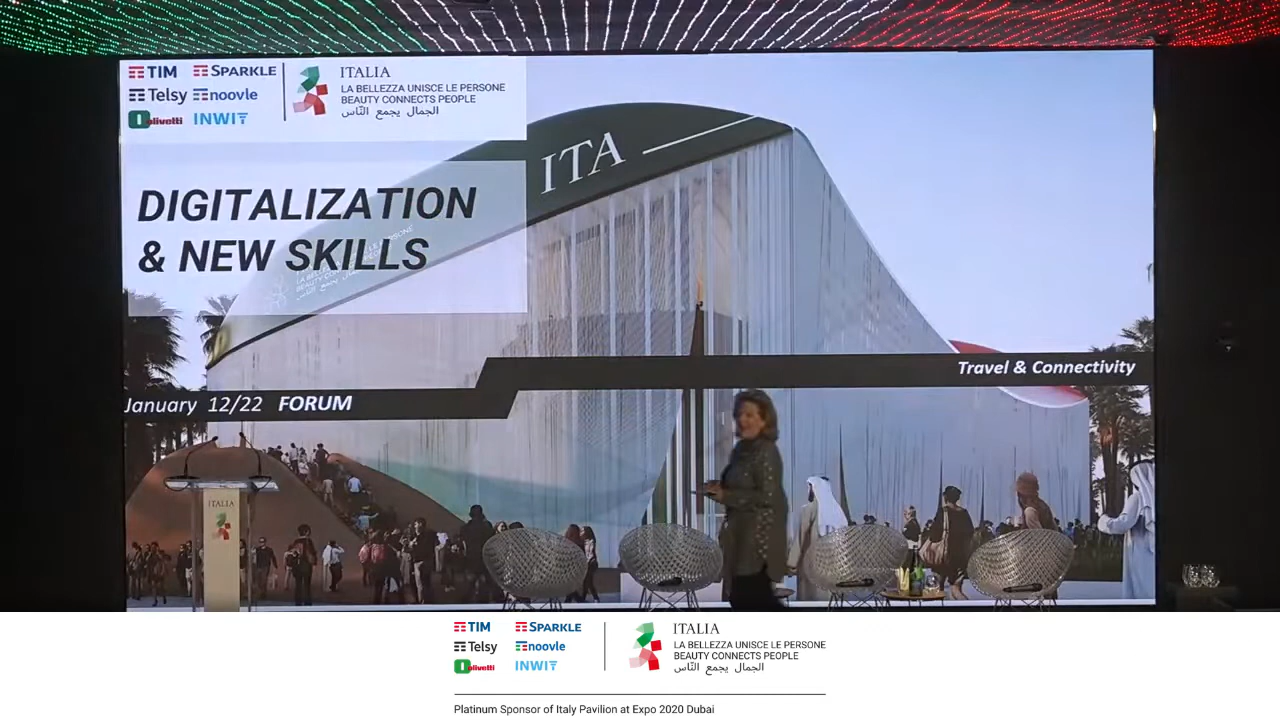 TIM
SPARKLE
Telsy
noovle
olivetti
INWIT
ITALIA
LA BELLEZZA UNISCE LE PERSONE
BEAUTY CONNECTS PEOPLE
الجمال يجمع النّاس
ITA
DIGITALIZATION
& NEW SKILLS
Travel & Connectivity
January 12/22 FORUM
ITALIA
TIM
SPARKLE
Telsy
noovle
olivetti
INWIT
ITALIA
LA BELLEZZA UNISCE LE PERSONE
BEAUTY CONNECTS PEOPLE
الجمال يجمع النّاس
Platinum Sponsor of Italy Pavilion at Expo 2020 Dubai